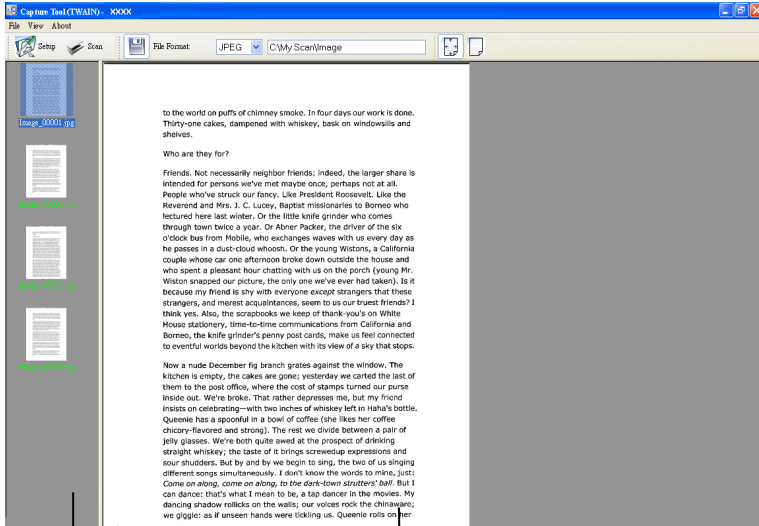 Capture Tool(TWAIN)- XXXX
File View About
Setup Scan File Format: JPEG C:\My Scan\Image
Image_00001.jpg
to the world on puffs of chimney smoke. In four days our work is done.
Thirty-one cakes, dampened with whiskey, bask on windowsills and
shelves.
Who are they for?
Friends. Not necessarily neighbor friends: indeed, the larger share is
intended for persons we've met maybe once, perhaps not at all.
People who've struck our fancy. Like President Roosevelt. Like the
Reverend and Mrs. J. C. Lucey, Baptist missionaries to Borneo who
lectured here last winter. Or the little knife grinder who comes
through town twice a year. Or Abner Packer, the driver of the six
o'clock bus from Mobile, who exchanges waves with us every day as
he passes in a dust-cloud whoosh. Or the young Wistons, a California
couple whose car one afternoon broke down outside the house and
who spent a pleasant hour chatting with us on the porch (young Mr.
Wiston snapped our picture, the only one we've ever had taken). Is it
because my friend is shy with everyone except strangers that these
strangers, and merest acquaintances, seem to us our truest friends? I
think yes. Also, the scrapbooks we keep of thank-you's on White
House stationery, time-to-time communications from California and
Borneo, the knife grinder's penny post cards, make us feel connected
to eventful worlds beyond the kitchen with its view of a sky that stops.
Now a nude December fig branch grates against the window. The
kitchen is empty, the cakes are gone; yesterday we carted the last of
them to the post office, where the cost of stamps turned our purse
inside out. We're broke. That rather depresses me, but my friend
insists on celebrating—with two inches of whiskey left in Haha's bottle.
Queenie has a spoonful in a bowl of coffee (she likes her coffee
chicory-flavored and strong). The rest we divide between a pair of
jelly glasses. We're both quite awed at the prospect of drinking
straight whiskey; the taste of it brings screwedup expressions and
sour shudders. But by and by we begin to sing, the two of us singing
different songs simultaneously. I don't know the words to mine, just:
Come on along, come on along, to the dark-town strutters' ball. But I
can dance: that's what I mean to be, a tap dancer in the movies. My
dancing shadow rollicks on the walls; our voices rock the chinaware;
we giggle: as if unseen hands were tickling us. Queenie rolls on her